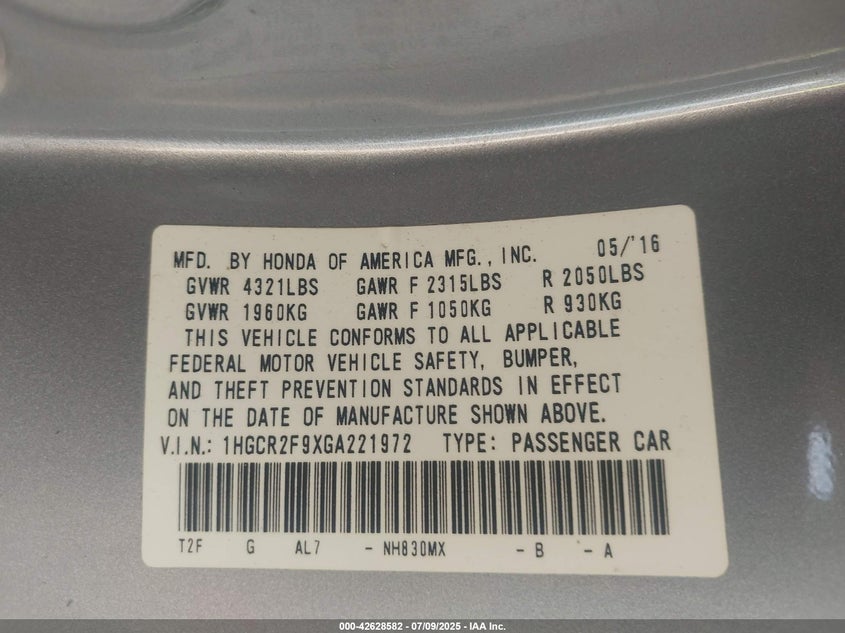 MFD. BY HONDA OF AMERICA MFG., INC. 05/'16
GVWR 4321LBS GAWR F 2315LBS R 2050LBS
GVWR 1960KG GAWR F 1050KG R 930KG
THIS VEHICLE CONFORMS TO ALL APPLICABLE
FEDERAL MOTOR VEHICLE SAFETY, BUMPER,
AND THEFT PREVENTION STANDARDS IN EFFECT
ON THE DATE OF MANUFACTURE SHOWN ABOVE.
V.I.N.: 1HGCR2F9XGA221972 TYPE: PASSENGER CAR
T2F G AL7 - NH830MX - B - A
000-42628582 - 07/09/2025 - IAA Inc.